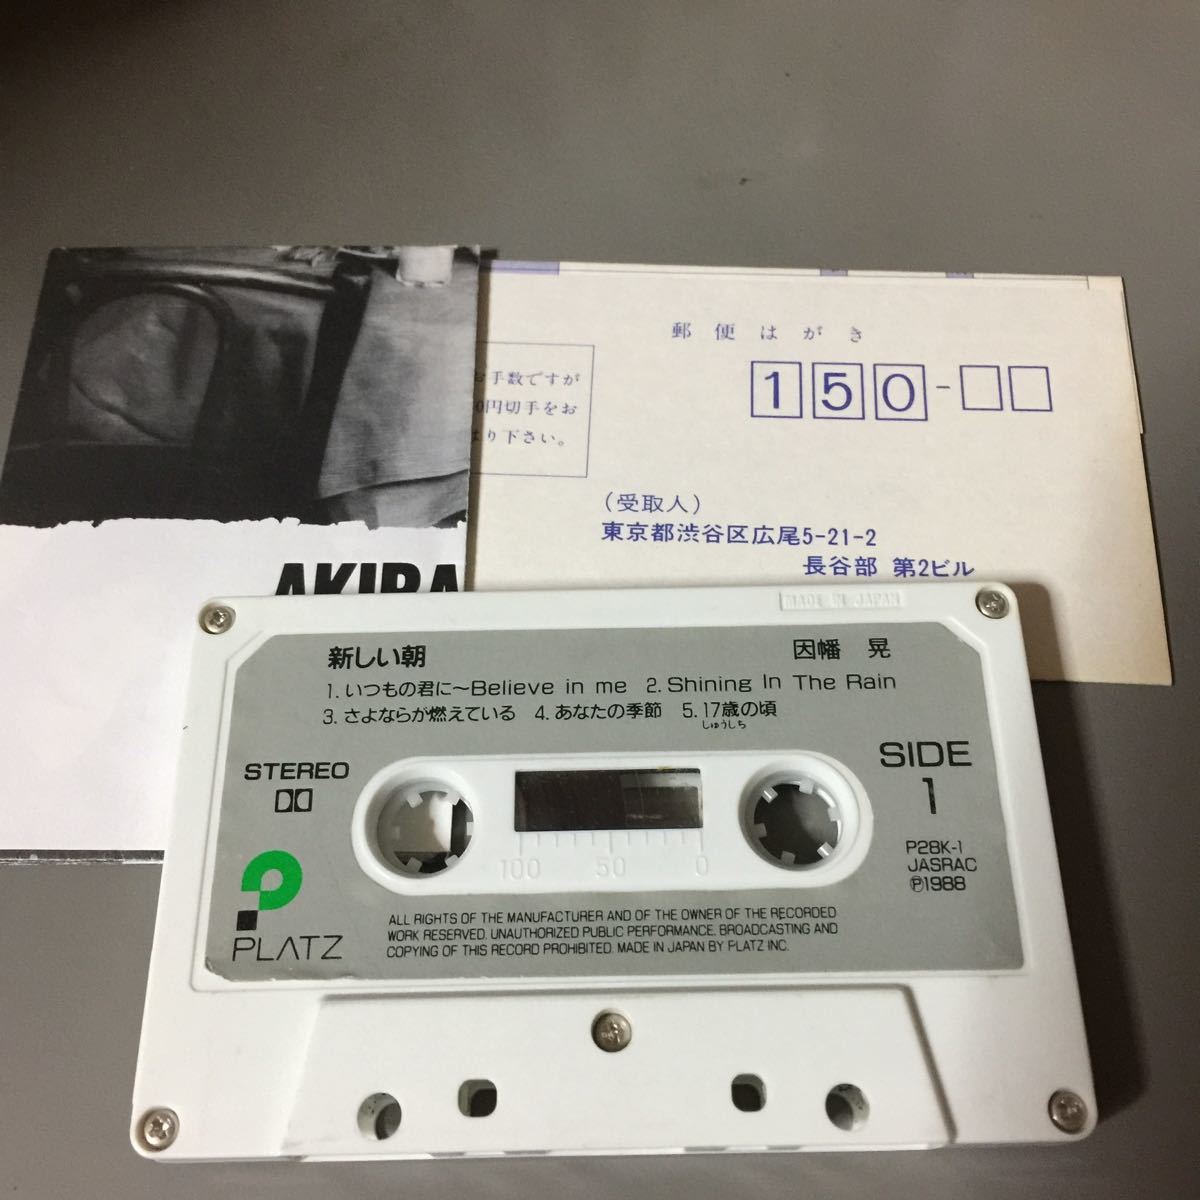 郵便はがき
150-
お手数ですが
0円切手をお
はり下さい。
(受取人)
東京都渋谷区広尾5-21-2
長谷部 第2ビル
AKIRA
MADE IN JAPAN
新しい朝 因幡 晃
1.いつもの君に〜Believe in me 2.Shining In The Rain
3.さよならが燃えている 4.あなたの季節 5.17歳の頃
しゅうしち
STEREO
SIDE
1
100 50 0
P28K-1
JASRAC
Ⓟ1988
PLATZ
ALL RIGHTS OF THE MANUFACTURER AND OF THE OWNER OF THE RECORDED
WORK RESERVED. UNAUTHORIZED PUBLIC PERFORMANCE. BROADCASTING AND
COPYING OF THIS RECORD PROHIBITED. MADE IN JAPAN BY PLATZ INC.